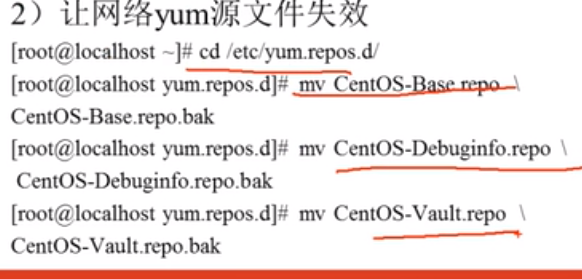 2）让网络yum源文件失效
[root@localhost ~]# cd /etc/yum.repos.d/
[root@localhost yum.repos.d]# mv CentOS-Base.repo \
CentOS-Base.repo.bak
[root@localhost yum.repos.d]# mv CentOS-Debuginfo.repo \
CentOS-Debuginfo.repo.bak
[root@localhost yum.repos.d]# mv CentOS-Vault.repo \
CentOS-Vault.repo.bak